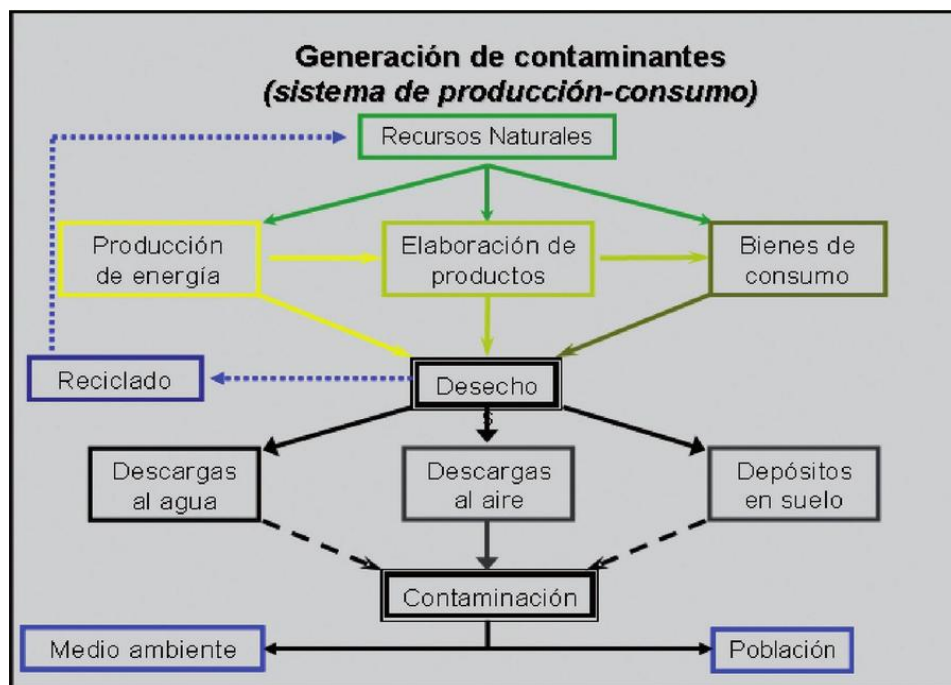 Generación de contaminantes
(sistema de producción-consumo)
Recursos Naturales
Producción
de energía
Elaboración de
productos
Bienes de
consumo
Reciclado
Desecho
s
Descargas
al agua
Descargas
al aire
Depósitos
en suelo
Contaminación
Medio ambiente
Población